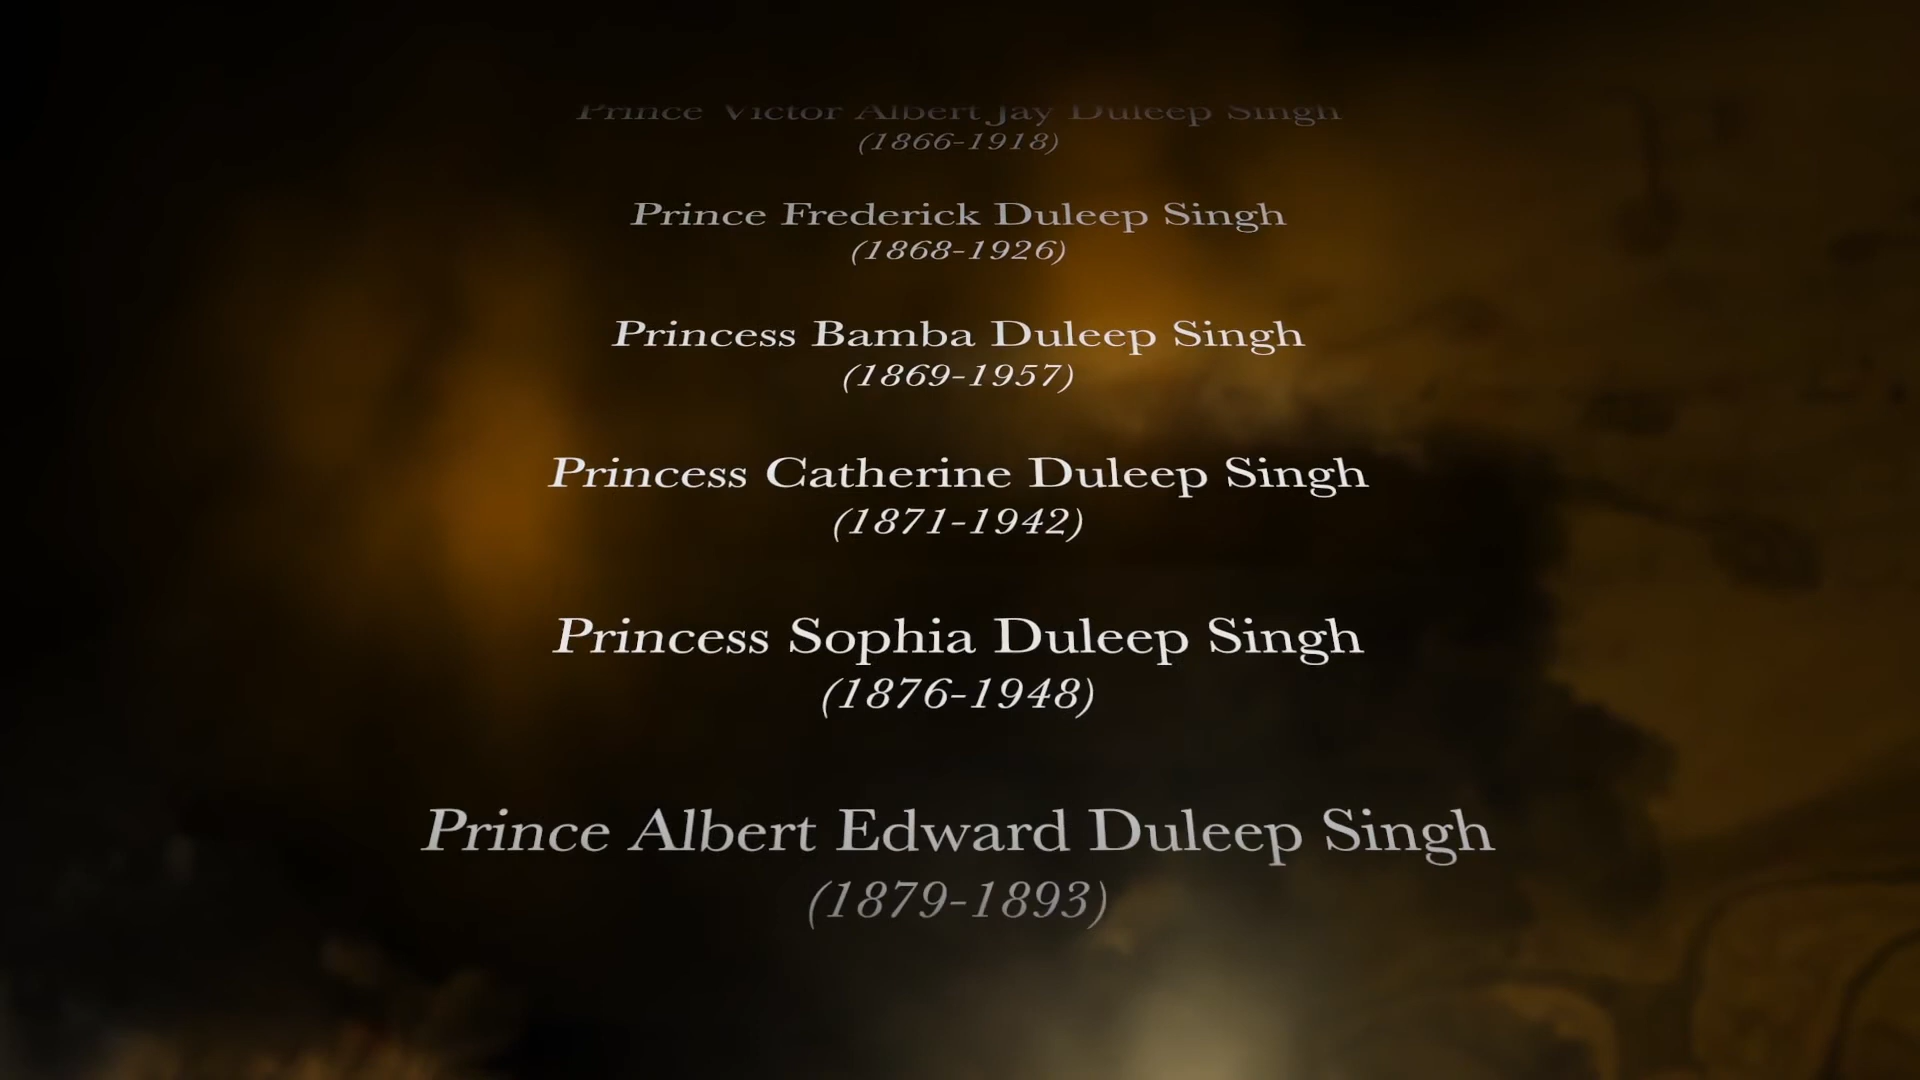 Prince Victor Albert Jay Duleep Singh
(1866-1918)
Prince Frederick Duleep Singh
(1868-1926)
Princess Bamba Duleep Singh
(1869-1957)
Princess Catherine Duleep Singh
(1871-1942)
Princess Sophia Duleep Singh
(1876-1948)
Prince Albert Edward Duleep Singh
(1879-1893)